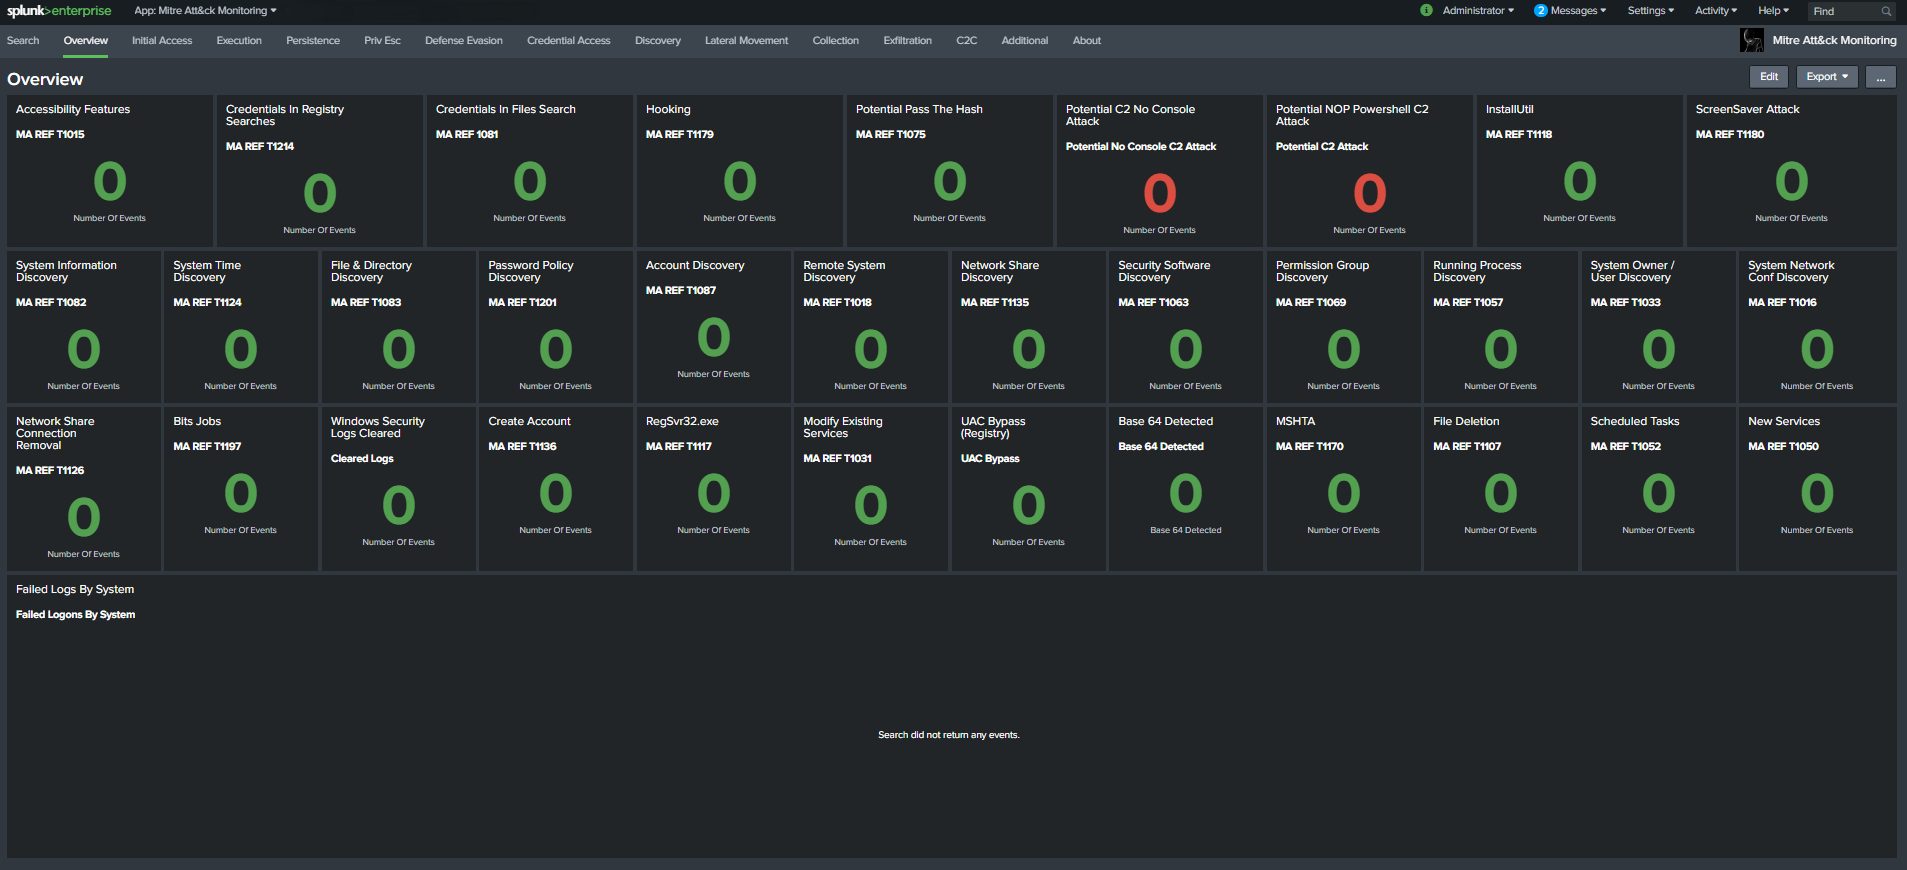 splunk>enterprise App: Mitre Att&ck Monitoring i Administrator 2 Messages Settings Activity Help Find
Search Overview Initial Access Execution Persistence Priv Esc Defense Evasion Credential Access Discovery Lateral Movement Collection Exfiltration C2C Additional About Mitre Att&ck Monitoring
Overview Edit Export ...
Accessibility Features
MA REF T1015
0
Number Of Events
Credentials In Registry
Searches
MA REF T1214
0
Number Of Events
Credentials In Files Search
MA REF 1081
0
Number Of Events
Hooking
MA REF T1179
0
Number Of Events
Potential Pass The Hash
MA REF T1075
0
Number Of Events
Potential C2 No Console
Attack
Potential No Console C2 Attack
0
Number Of Events
Potential NOP Powershell C2
Attack
Potential C2 Attack
0
Number Of Events
InstallUtil
MA REF T1118
0
Number Of Events
ScreenSaver Attack
MA REF T1180
0
Number Of Events
System Information
Discovery
MA REF T1082
0
Number Of Events
System Time
Discovery
MA REF T1124
0
Number Of Events
File & Directory
Discovery
MA REF T1083
0
Number Of Events
Password Policy
Discovery
MA REF T1201
0
Number Of Events
Account Discovery
MA REF T1087
0
Number Of Events
Remote System
Discovery
MA REF T1018
0
Number Of Events
Network Share
Discovery
MA REF T1135
0
Number Of Events
Security Software
Discovery
MA REF T1063
0
Number Of Events
Permission Group
Discovery
MA REF T1069
0
Number Of Events
Running Process
Discovery
MA REF T1057
0
Number Of Events
System Owner /
User Discovery
MA REF T1033
0
Number Of Events
System Network
Conf Discovery
MA REF T1016
0
Number Of Events
Network Share
Connection
Removal
MA REF T1126
0
Number Of Events
Bits Jobs
MA REF T1197
0
Number Of Events
Windows Security
Logs Cleared
Cleared Logs
0
Number Of Events
Create Account
MA REF T1136
0
Number Of Events
RegSvr32.exe
MA REF T1117
0
Number Of Events
Modify Existing
Services
MA REF T1031
0
Number Of Events
UAC Bypass
(Registry)
UAC Bypass
0
Number Of Events
Base 64 Detected
Base 64 Detected
0
Base 64 Detected
MSHTA
MA REF T1170
0
Number Of Events
File Deletion
MA REF T1107
0
Number Of Events
Scheduled Tasks
MA REF T1052
0
Number Of Events
New Services
MA REF T1050
0
Number Of Events
Failed Logs By System
Failed Logons By System
Search did not return any events.